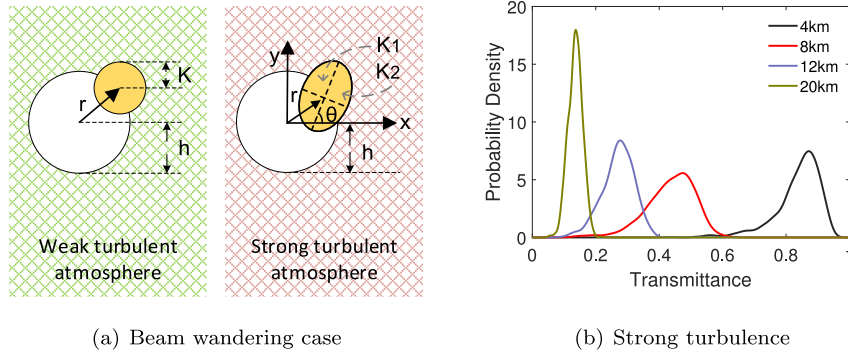 K
r
h
Weak turbulent
atmosphere
K1
K2
y
r
θ
x
h
Strong turbulent
atmosphere
(a) Beam wandering case
20
15
10
5
0
Probability Density
4km
8km
12km
20km
0 0.2 0.4 0.6 0.8
Transmittance
(b) Strong turbulence